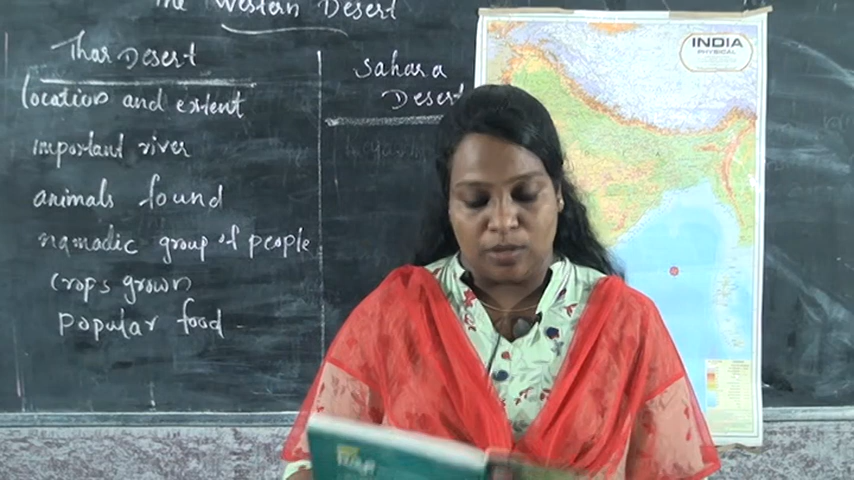 The Western Desert
Thar Desert
location and extent
important river
animals found
namadic group of people
crops grown
popular food
Sahara
Desert
INDIA
PHYSICAL